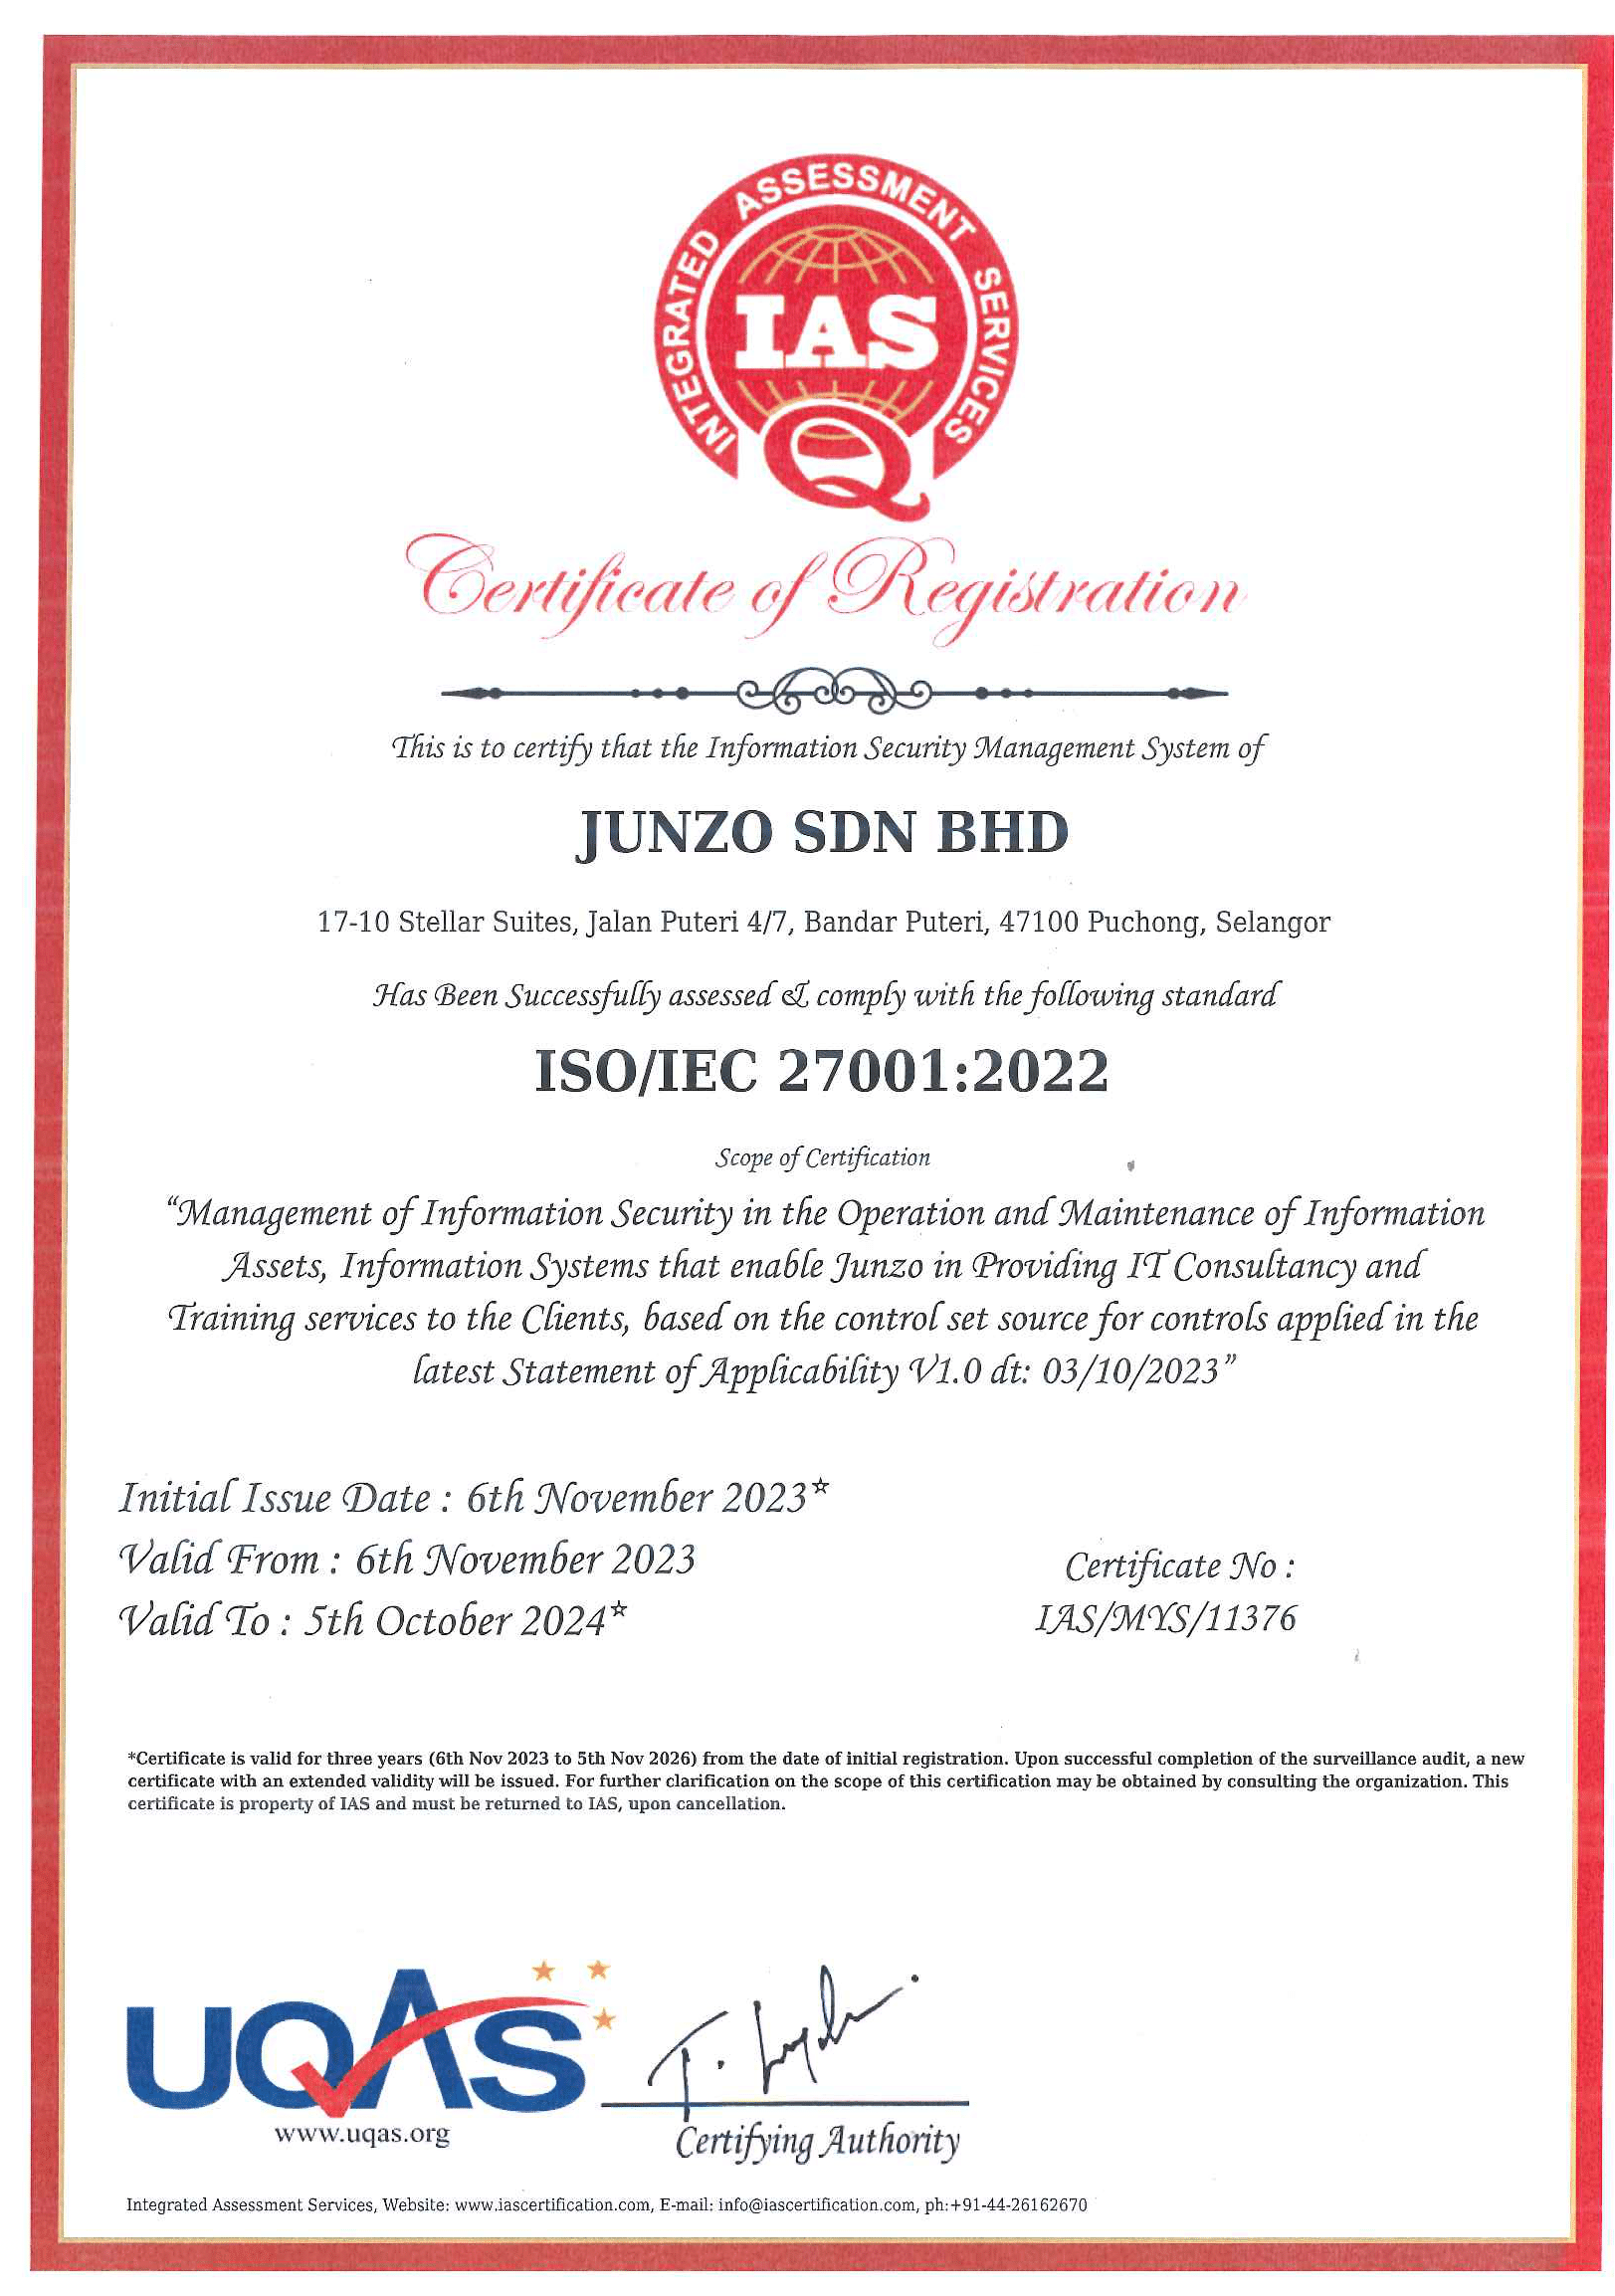 INTEGRATED ASSESSMENT SERVICES
IAS
Q
Certificate of Registration
This is to certify that the Information Security Management System of
JUNZO SDN BHD
17-10 Stellar Suites, Jalan Puteri 4/7, Bandar Puteri, 47100 Puchong, Selangor
Has Been Successfully assessed & comply with the following standard
ISO/IEC 27001:2022
Scope of Certification
“Management of Information Security in the Operation and Maintenance of Information
Assets, Information Systems that enable Junzo in Providing IT Consultancy and
Training services to the Clients, based on the control set source for controls applied in the
latest Statement of Applicability V1.0 dt: 03/10/2023”
Initial Issue Date : 6th November 2023*
Valid From : 6th November 2023
Valid To : 5th October 2024*
Certificate No :
IAS/MYS/11376
*Certificate is valid for three years (6th Nov 2023 to 5th Nov 2026) from the date of initial registration. Upon successful completion of the surveillance audit, a new
certificate with an extended validity will be issued. For further clarification on the scope of this certification may be obtained by consulting the organization. This
certificate is property of IAS and must be returned to IAS, upon cancellation.
UQAS
www.uqas.org
Certifying Authority
Integrated Assessment Services, Website: www.iascertification.com, E-mail: info@iascertification.com, ph:+91-44-26162670